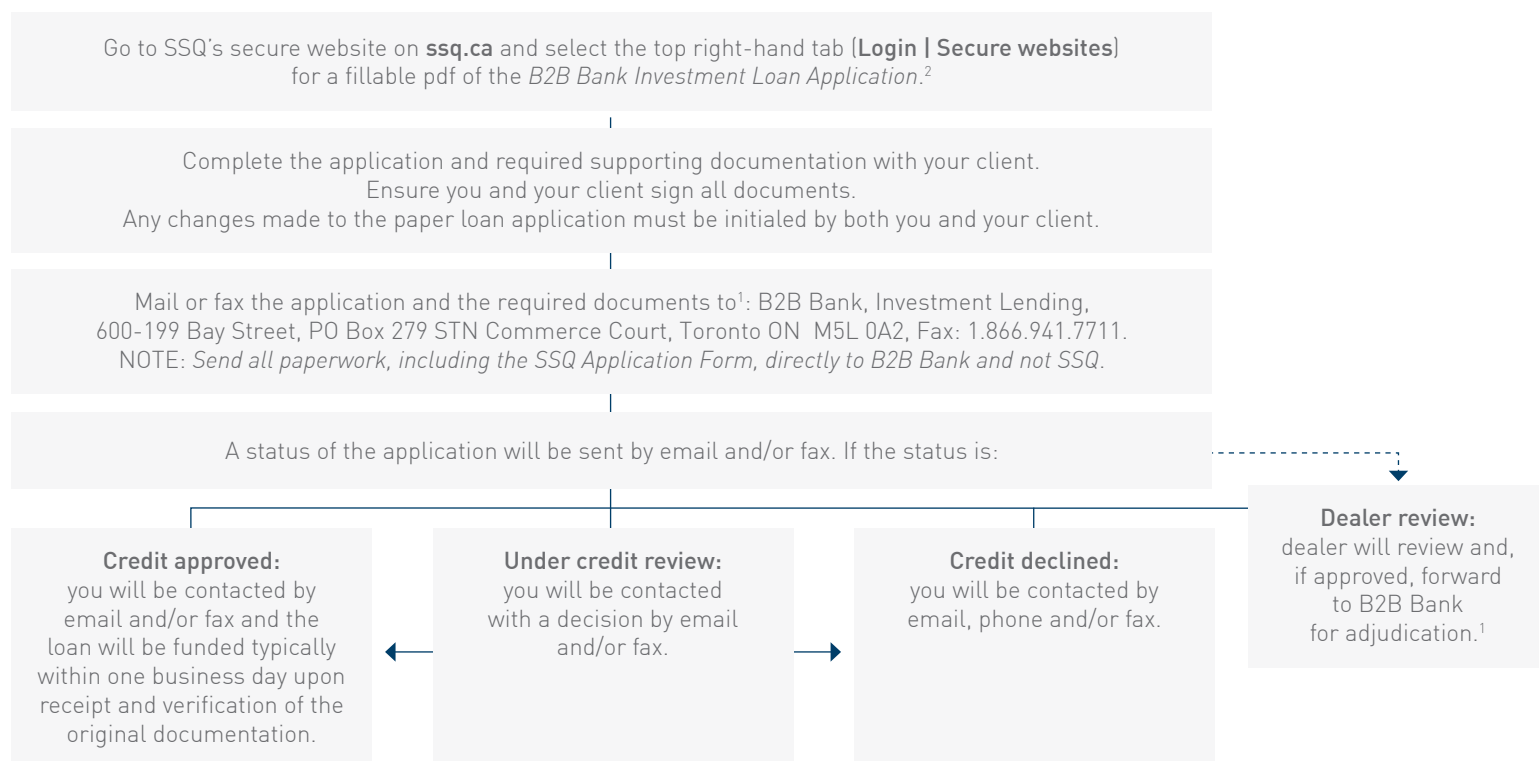 Go to SSQ's secure website on ssq.ca and select the top right-hand tab (Login | Secure websites)
for a fillable pdf of the B2B Bank Investment Loan Application.²
Complete the application and required supporting documentation with your client.
Ensure you and your client sign all documents.
Any changes made to the paper loan application must be initialed by both you and your client.
Mail or fax the application and the required documents to¹: B2B Bank, Investment Lending,
600-199 Bay Street, PO Box 279 STN Commerce Court, Toronto ON  M5L 0A2, Fax: 1.866.941.7711.
NOTE: Send all paperwork, including the SSQ Application Form, directly to B2B Bank and not SSQ.
A status of the application will be sent by email and/or fax. If the status is:
Credit approved:
you will be contacted by
email and/or fax and the
loan will be funded typically
within one business day upon
receipt and verification of the
original documentation.
Under credit review:
you will be contacted
with a decision by email
and/or fax.
Credit declined:
you will be contacted by
email, phone and/or fax.
Dealer review:
dealer will review and,
if approved, forward
to B2B Bank
for adjudication.¹